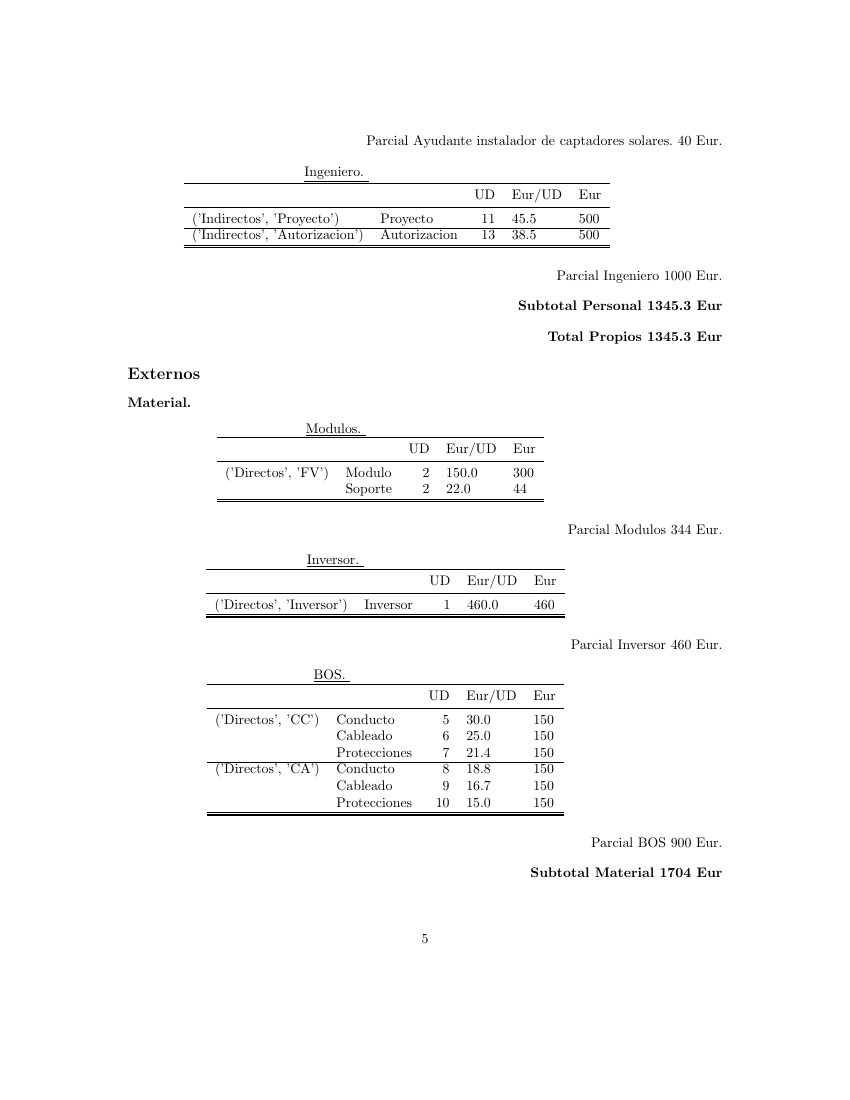 Parcial Ayudante instalador de captadores solares. 40 Eur.
Ingeniero.
UD Eur/UD Eur
('Indirectos', 'Proyecto') Proyecto 11 45.5 500
('Indirectos', 'Autorizacion') Autorizacion 13 38.5 500
Parcial Ingeniero 1000 Eur.
Subtotal Personal 1345.3 Eur
Total Propios 1345.3 Eur
Externos
Material.
Modulos.
UD Eur/UD Eur
('Directos', 'FV') Modulo 2 150.0 300
Soporte 2 22.0 44
Parcial Modulos 344 Eur.
Inversor.
UD Eur/UD Eur
('Directos', 'Inversor') Inversor 1 460.0 460
Parcial Inversor 460 Eur.
BOS.
UD Eur/UD Eur
('Directos', 'CC') Conducto 5 30.0 150
Cableado 6 25.0 150
Protecciones 7 21.4 150
('Directos', 'CA') Conducto 8 18.8 150
Cableado 9 16.7 150
Protecciones 10 15.0 150
Parcial BOS 900 Eur.
Subtotal Material 1704 Eur
5